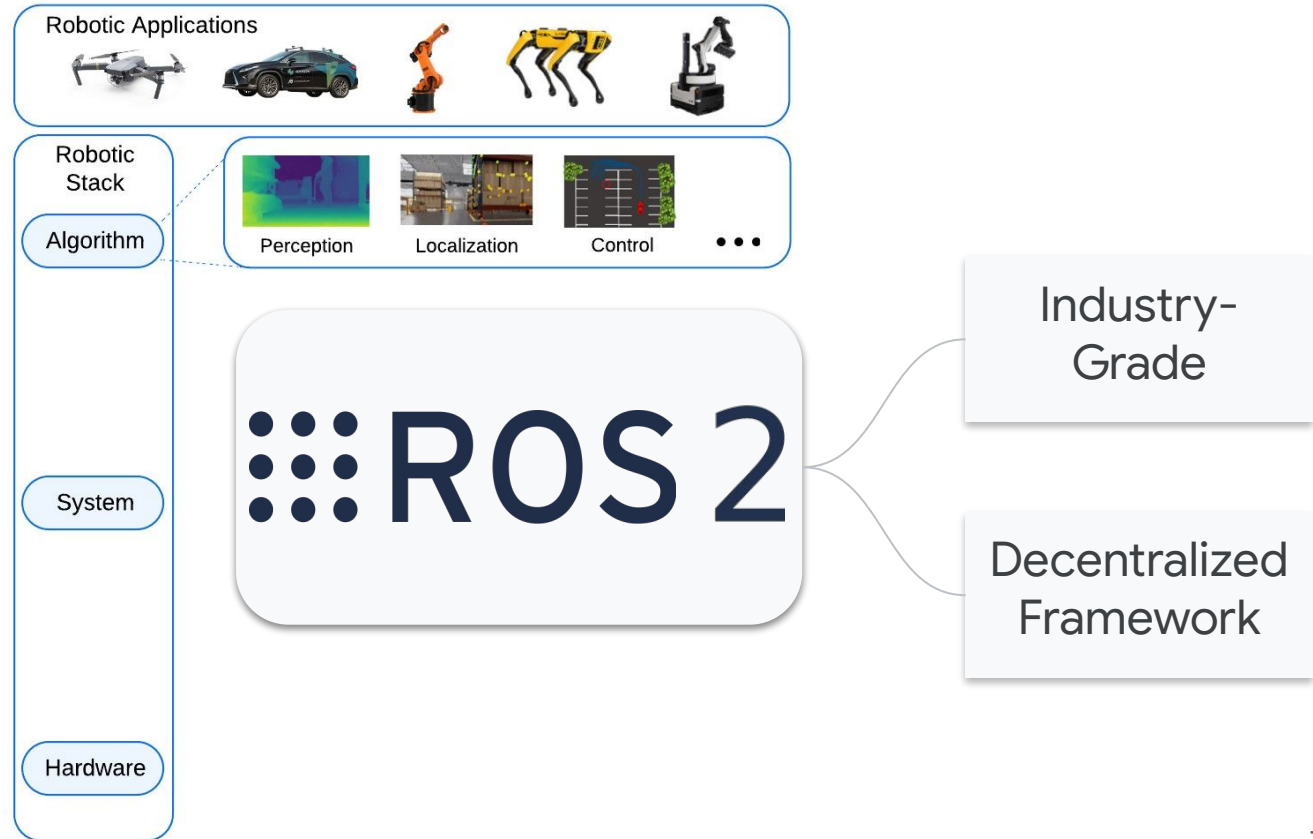 Robotic Applications
Robotic
Stack
Algorithm
Perception
Localization
Control
System
Hardware
ROS 2
Industry-
Grade
Decentralized
Framework